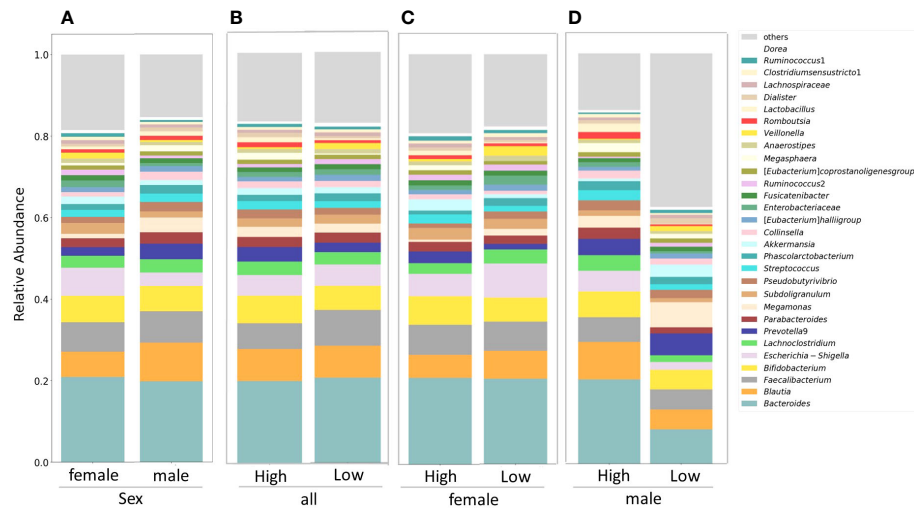 A B C D
1.0
0.8
0.6
0.4
0.2
0.0
Relative Abundance
female male
Sex
High Low
all
High Low
female
High Low
male
others
Dorea
Ruminococcus1
Clostridiumsensustricto1
Lachnospiraceae
Dialister
Lactobacillus
Romboutsia
Veillonella
Anaerostipes
Megasphaera
[Eubacterium]coprostanoligenesgroup
Ruminococcus2
Fusicatenibacter
Enterobacteriaceae
[Eubacterium]halliigroup
Collinsella
Akkermansia
Phascolarctobacterium
Streptococcus
Pseudobutyrivibrio
Subdoligranulum
Megamonas
Parabacteroides
Prevotella9
Lachnoclostridium
Escherichia−Shigella
Bifidobacterium
Faecalibacterium
Blautia
Bacteroides